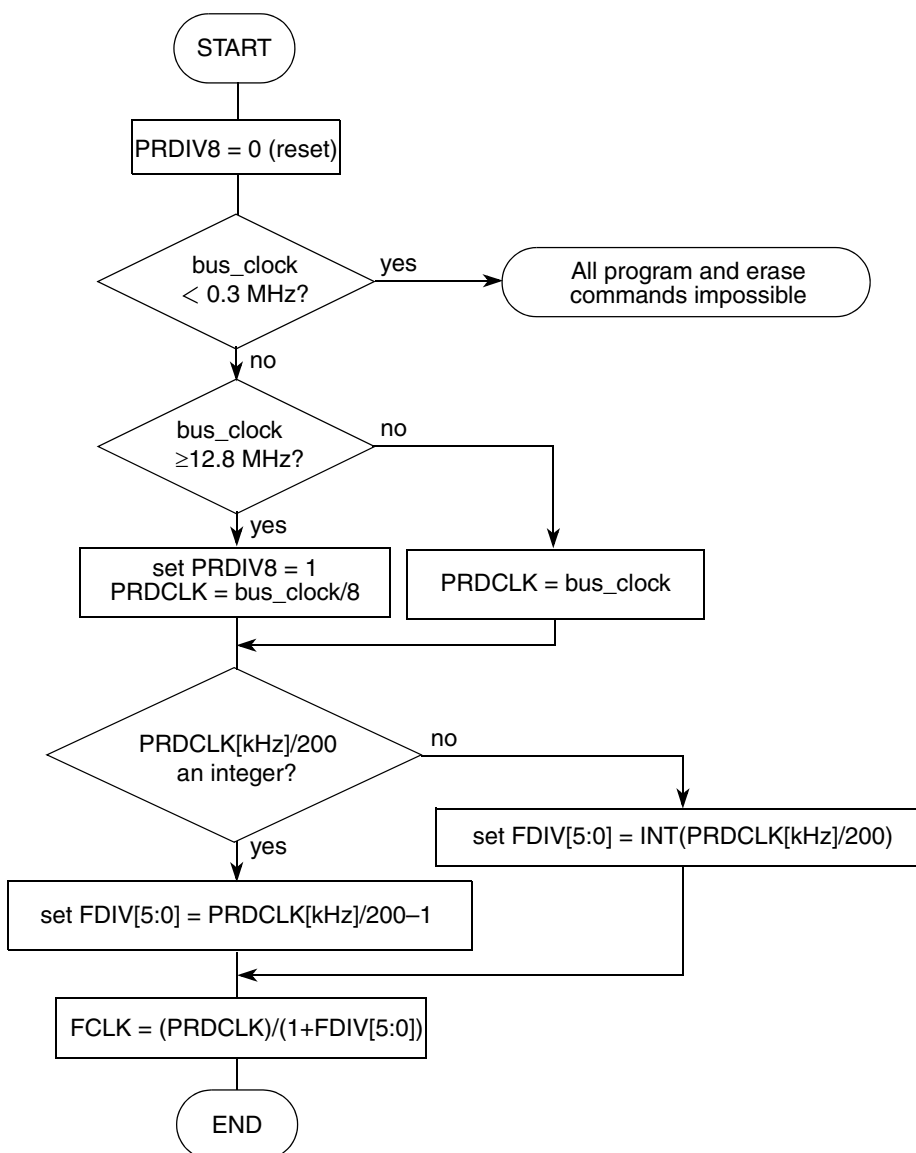 START
PRDIV8 = 0 (reset)
bus_clock
< 0.3 MHz?
yes
All program and erase
commands impossible
no
bus_clock
≥12.8 MHz?
no
yes
set PRDIV8 = 1
PRDCLK = bus_clock/8
PRDCLK = bus_clock
PRDCLK[kHz]/200
an integer?
no
set FDIV[5:0] = INT(PRDCLK[kHz]/200)
yes
set FDIV[5:0] = PRDCLK[kHz]/200–1
FCLK = (PRDCLK)/(1+FDIV[5:0])
END